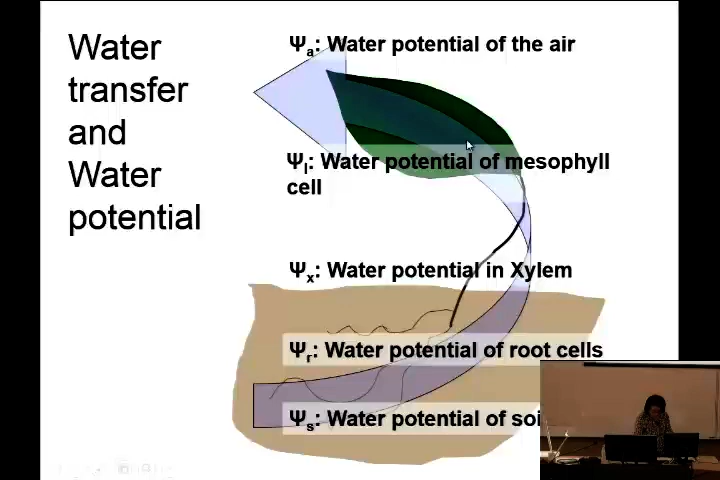 Water
transfer
and
Water
potential
Ψa: Water potential of the air
Ψl: Water potential of mesophyll
cell
Ψx: Water potential in Xylem
Ψr: Water potential of root cells
Ψs: Water potential of soi